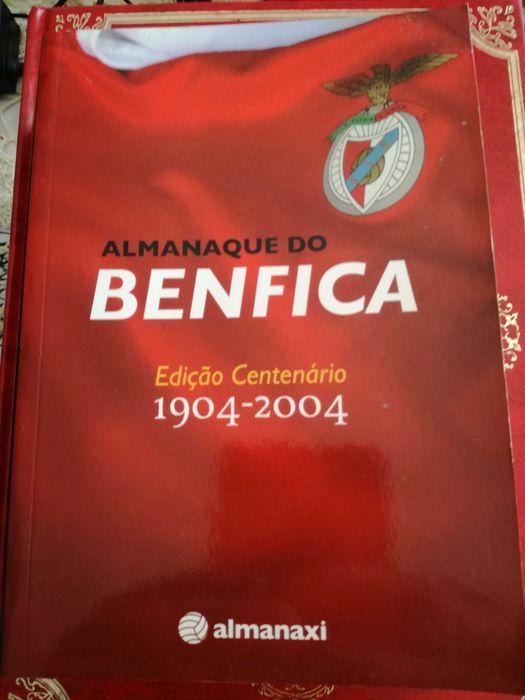 ALMANAQUE DO
BENFICA
Edição Centenário
1904-2004
almanaxi